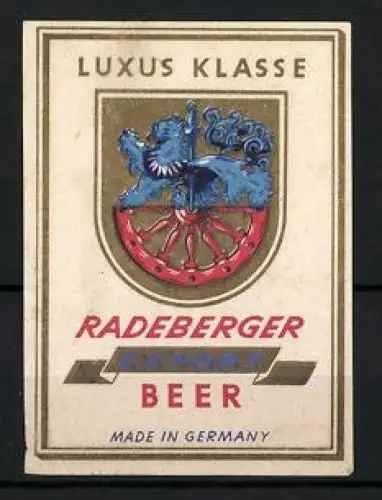 LUXUS KLASSE
RADEBERGER
EXPORT
BEER
MADE IN GERMANY